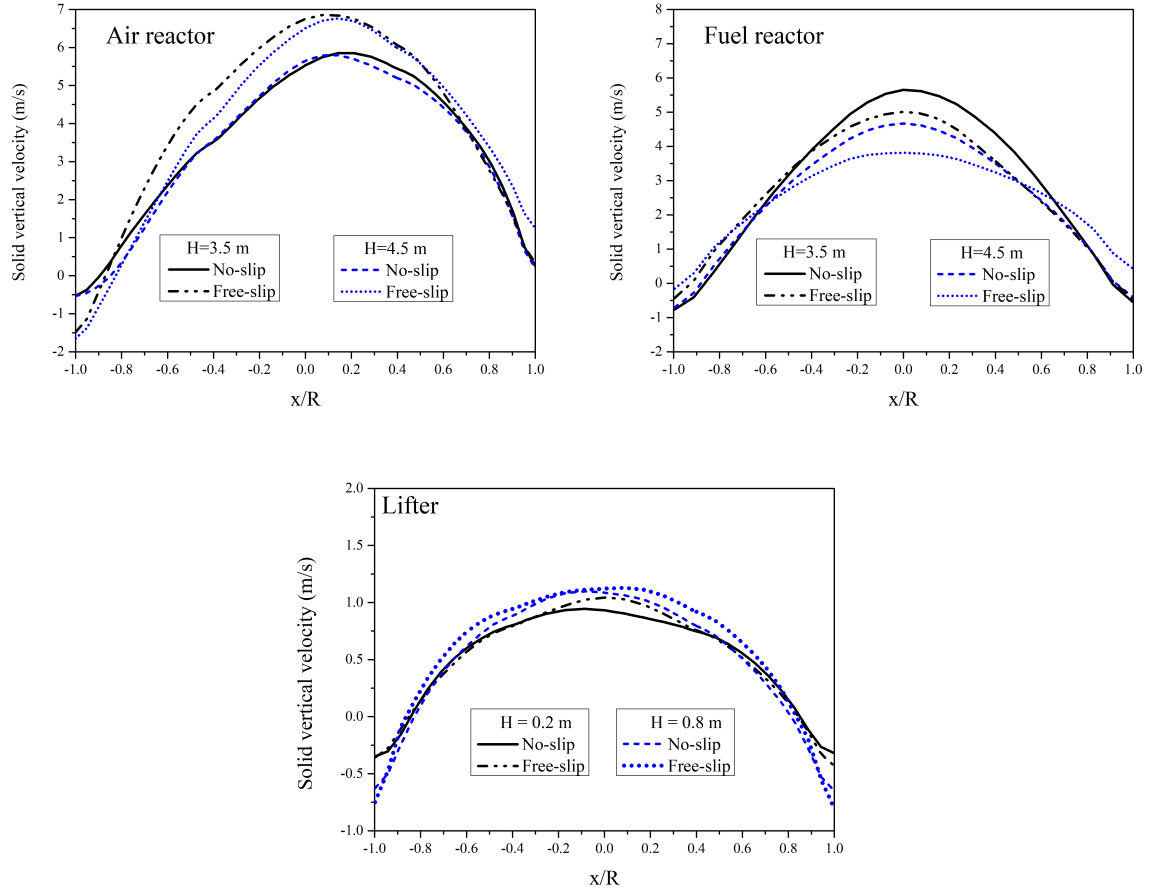 Air reactor
Solid vertical velocity (m/s)
7
6
5
4
3
2
1
0
-1
-2
H=3.5 m
No-slip
Free-slip
H=4.5 m
No-slip
Free-slip
-1.0 -0.8 -0.6 -0.4 -0.2 0.0 0.2 0.4 0.6 0.8 1.0
x/R
Fuel reactor
Solid vertical velocity (m/s)
8
7
6
5
4
3
2
1
0
-1
-2
H=3.5 m
No-slip
Free-slip
H=4.5 m
No-slip
Free-slip
-1.0 -0.8 -0.6 -0.4 -0.2 0.0 0.2 0.4 0.6 0.8 1.0
x/R
Lifter
Solid vertical velocity (m/s)
2.0
1.5
1.0
0.5
0.0
-0.5
-1.0
H = 0.2 m
No-slip
Free-slip
H = 0.8 m
No-slip
Free-slip
-1.0 -0.8 -0.6 -0.4 -0.2 0.0 0.2 0.4 0.6 0.8 1.0
x/R